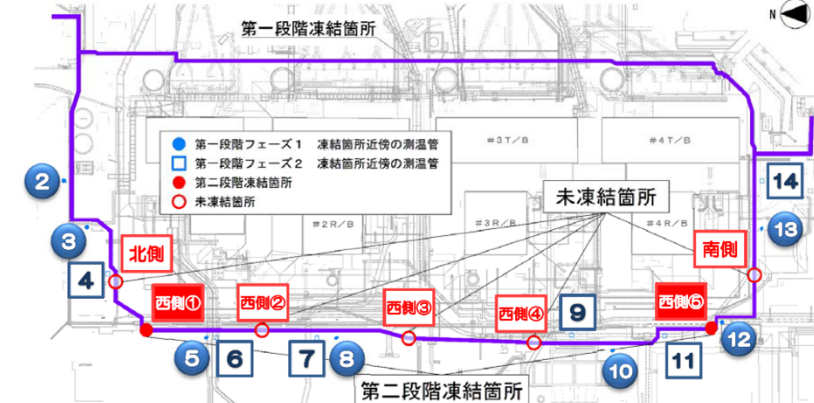 第一段階凍結箇所
N
第一段階フェーズ1 凍結箇所近傍の測温管
第一段階フェーズ2 凍結箇所近傍の測温管
第二段階凍結箇所
未凍結箇所
#3T/B
#4T/B
#2R/B
#3R/B
#4R/B
未凍結箇所
2
3
4
北側
西側①
西側②
西側③
西側④
西側⑤
南側
14
13
12
5
6
7
8
9
10
11
第二段階凍結箇所